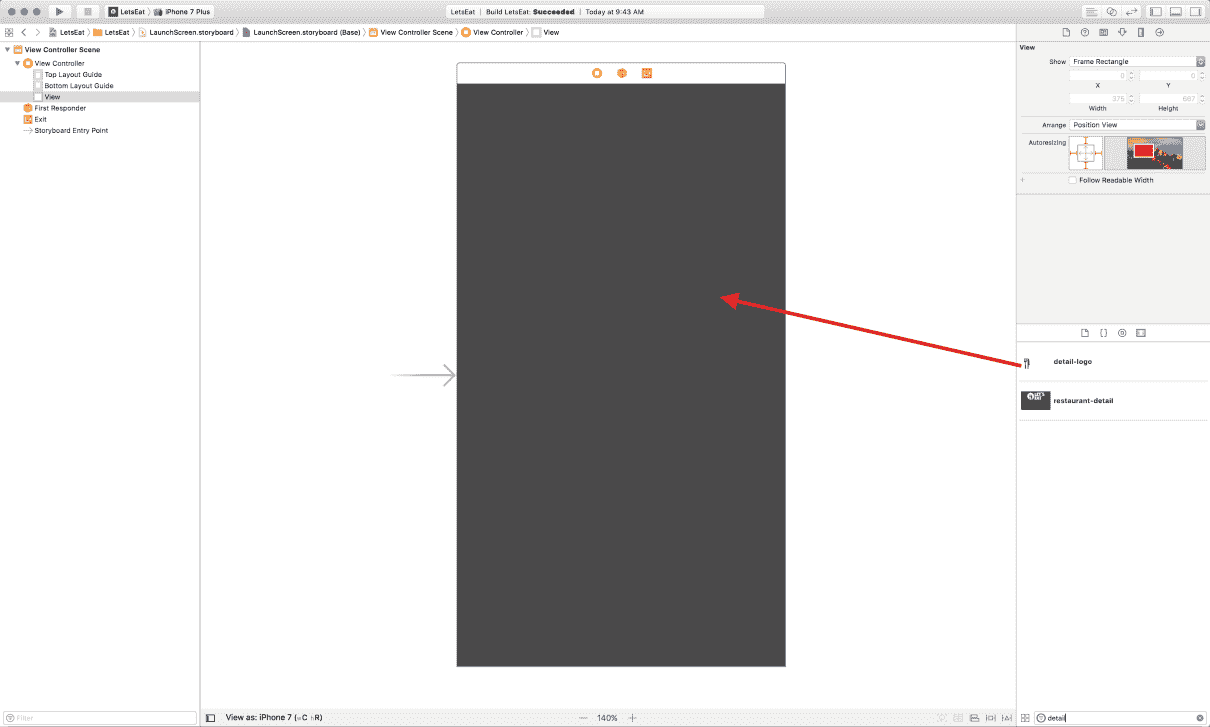 LetsEat iPhone 7 Plus
LetsEat | Build LetsEat: Succeeded | Today at 9:43 AM
LetsEat LetsEat LaunchScreen.storyboard LaunchScreen.storyboard (Base) View Controller Scene View Controller View
View Controller Scene
View Controller
Top Layout Guide
Bottom Layout Guide
View
First Responder
Exit
Storyboard Entry Point
Filter
View as: iPhone 7 (wC hR)
140%
View
Show Frame Rectangle
0 0
X Y
375 667
Width Height
Arrange Position View
Autoresizing
+ Follow Readable Width
detail-logo
restaurant-detail
detail